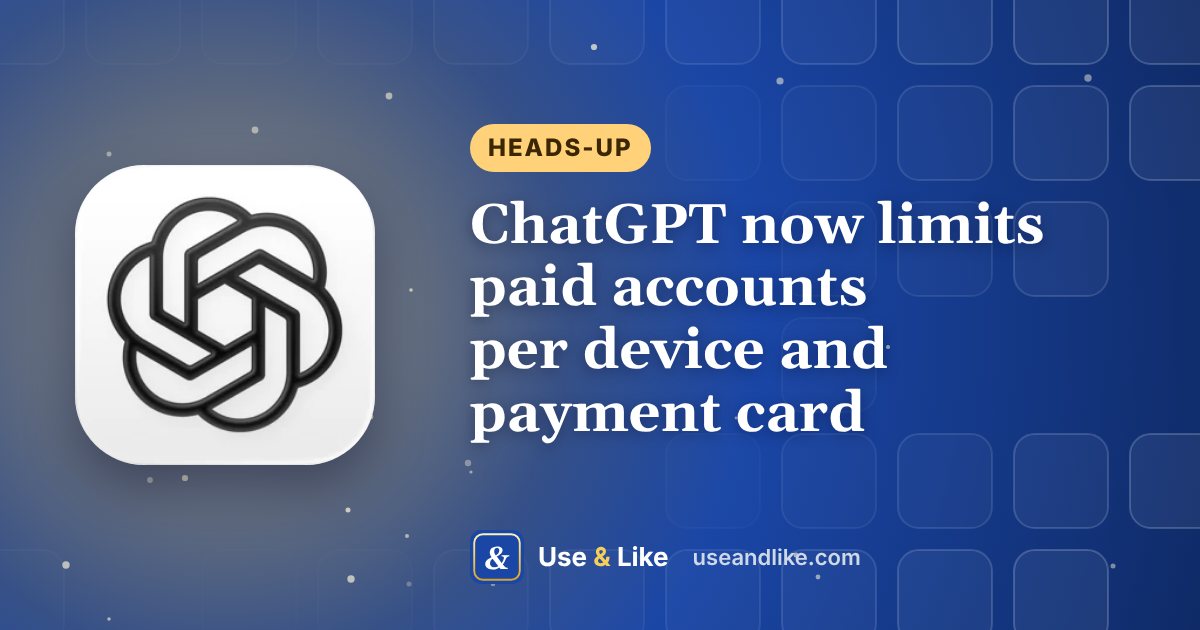 HEADS-UP
ChatGPT now limits
paid accounts
per device and
payment card
& Use & Like useandlike.com